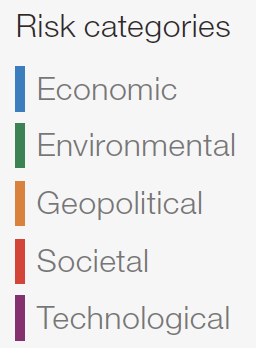 Risk categories
Economic
Environmental
Geopolitical
Societal
Technological